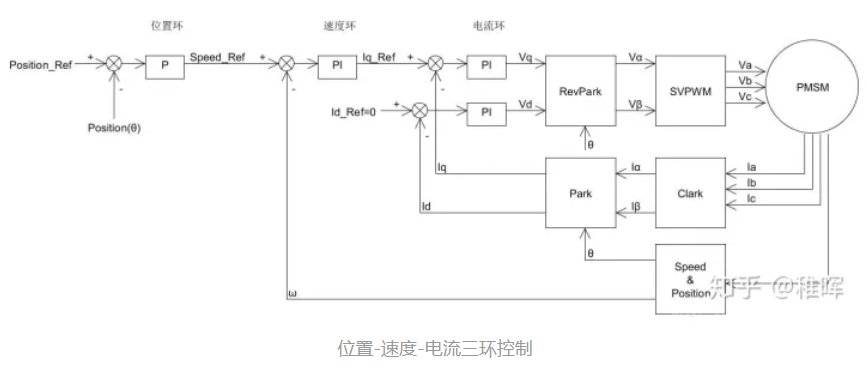 位置环 速度环 电流环
Position_Ref + - P Speed_Ref + - PI Iq_Ref + - PI Vq RevPark Vα SVPWM Va Vb Vc PMSM
Id_Ref=0 + - PI Vd Vβ
Position(θ)
θ
Iq Park Iα Clark Ia
Ib
Id Iβ Ic
θ Speed
&
Position
ω
知乎 @稚晖
位置-速度-电流三环控制